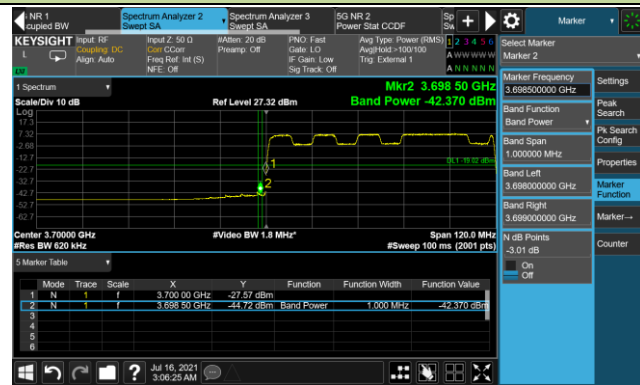 5G NR 1
Occupied BW
Spectrum Analyzer 2
Swept SA
Spectrum Analyzer 3
Swept SA
5G NR 2
Power Stat CCDF
Sp
SA
Marker
KEYSIGHT
L
Input: RF
Coupling: DC
Align: Auto
Input Z: 50 Ω
Corr CCorr
Freq Ref: Int (S)
NFE: Off
#Atten: 20 dB
Preamp: Off
PNO: Fast
Gate: LO
IF Gain: Low
Sig Track: Off
Avg Type: Power (RMS)
Avg|Hold:>100/100
Trig: External 1
1 2 3 4 5 6
A W W W W W
A N N N N N
Select Marker
Marker 2
1 Spectrum
Scale/Div 10 dB
Ref Level 27.32 dBm
Mkr2 3.698 50 GHz
Band Power -42.370 dBm
Log
17.3
7.32
-2.68
-12.7
-22.7
-32.7
-42.7
-52.7
-62.7
DL1 -19.02 dBm
1
2
Center 3.70000 GHz
#Res BW 620 kHz
#Video BW 1.8 MHz*
Span 120.0 MHz
#Sweep 100 ms (2001 pts)
5 Marker Table
Mode Trace Scale X Y Function Function Width Function Value
1 N 1 f 3.700 00 GHz -27.57 dBm
2 N 1 f 3.698 50 GHz -44.72 dBm Band Power 1.000 MHz -42.370 dBm
3
4
5
6
Marker Frequency
3.698500000 GHz
Band Function
Band Power
Band Span
1.000000 MHz
Band Left
3.698000000 GHz
Band Right
3.699000000 GHz
N dB Points
-3.01 dB
On
Off
Settings
Peak
Search
Pk Search
Config
Properties
Marker
Function
Marker→
Counter
?
Jul 16, 2021
3:06:25 AM